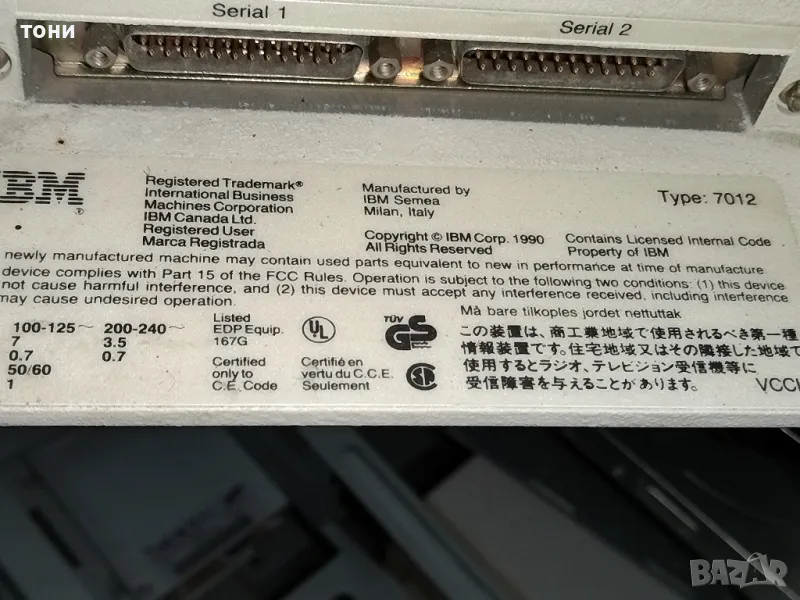 тони
Serial 1
Serial 2
IBM®
Registered Trademark®
International Business
Machines Corporation
IBM Canada Ltd.
Registered User
Marca Registrada
Manufactured by
IBM Semea
Milan, Italy
Type: 7012
Copyright © IBM Corp. 1990
All Rights Reserved
Contains Licensed Internal Code
Property of IBM
newly manufactured machine may contain used parts equivalent to new in performance at time of manufacture
device complies with Part 15 of the FCC Rules. Operation is subject to the following two conditions: (1) this device
not cause harmful interference, and (2) this device must accept any interference received, including interference
may cause undesired operation.
Må bare tilkoples jordet nettuttak
100-125~ 200-240~
7 3.5
0.7 0.7
50/60
1
Listed
EDP Equip.
167G
UL
®
Certified
only to
C.E. Code
Certifié en
vertu du C.C.E.
Seulement
TÜV
GS
この装置は、商工業地域で使用されるべき第一種
情報装置です。住宅地域又はその隣接した地域で
使用するとラジオ、テレビジョン受信機等に
受信障害を与えることが あります。
VCCI
BAZAR